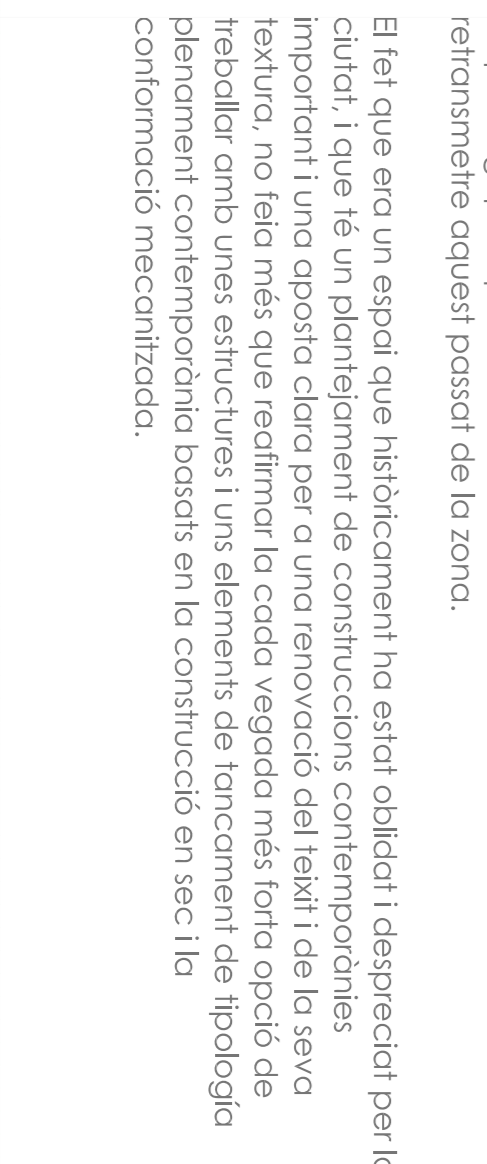 retransmetre aquest passat de la zona.
El fet que era un espai que històricament ha estat oblidat i despreciat per
ciutat, i que té un plantejament de construccions contemporànies
important i una aposta clara per a una renovació del teixit i de la seva
textura, no feia més que reafirmar la cada vegada més forta opció de
treballar amb unes estructures i uns elements de tancament de tipología
plenament contemporània basats en la construcció en sec i la
conformació mecanitzada.